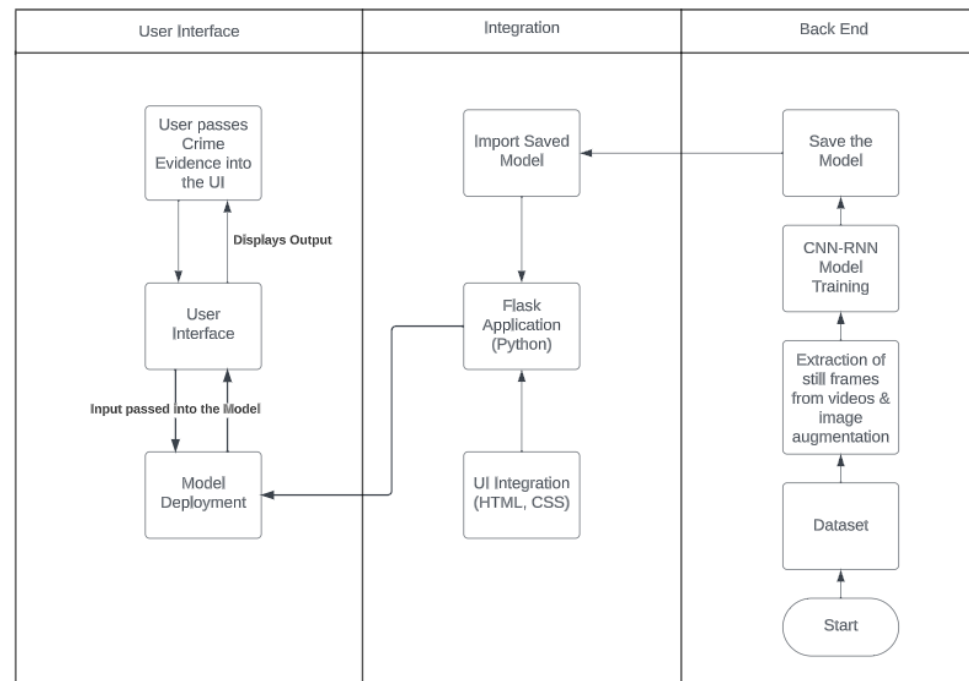 User Interface
Integration
Back End
User passes
Crime
Evidence into
the UI
Import Saved
Model
Save the
Model
Displays Output
CNN-RNN
Model
Training
User
Interface
Flask
Application
(Python)
Extraction of
still frames
from videos &
image
augmentation
Input passed into the Model
Model
Deployment
UI Integration
(HTML, CSS)
Dataset
Start